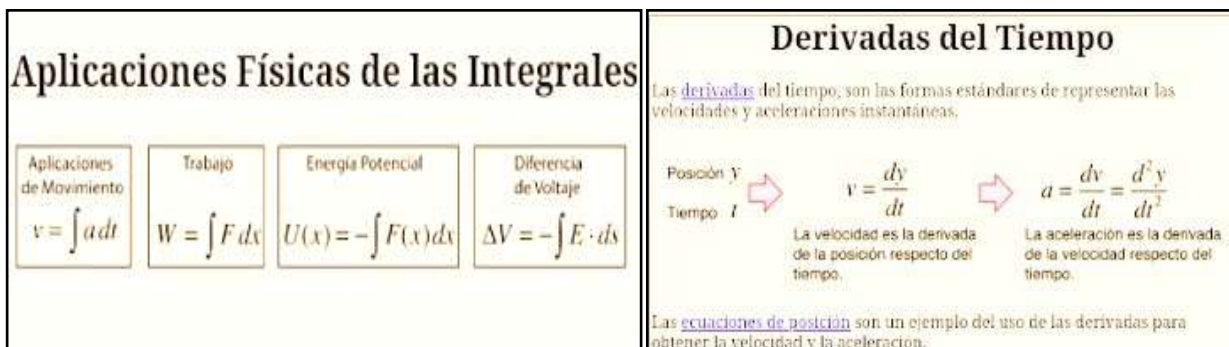 Aplicaciones Físicas de las Integrales
Aplicaciones
de Movimiento
v = ∫ a dt
Trabajo
W = ∫ F dx
Energía Potencial
U(x) = −∫ F(x)dx
Diferencia
de Voltaje
ΔV = −∫ E · ds
Derivadas del Tiempo
Las derivadas del tiempo, son las formas estándares de representar las
velocidades y aceleraciones instantáneas.
Posición y
Tiempo t
v = dy/dt
La velocidad es la derivada
de la posición respecto del
tiempo.
a = dv/dt = d²y/dt²
La aceleración es la derivada
de la velocidad respecto del
tiempo.
Las ecuaciones de posición son un ejemplo del uso de las derivadas para
obtener la velocidad y la aceleración.